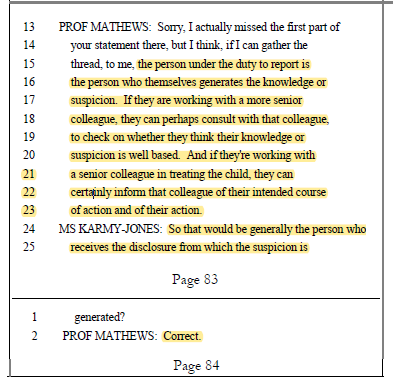 13 PROF MATHEWS: Sorry, I actually missed the first part of
14 your statement there, but I think, if I can gather the
15 thread, to me, the person under the duty to report is
16 the person who themselves generates the knowledge or
17 suspicion. If they are working with a more senior
18 colleague, they can perhaps consult with that colleague,
19 to check on whether they think their knowledge or
20 suspicion is well based. And if they're working with
21 a senior colleague in treating the child, they can
22 certainly inform that colleague of their intended course
23 of action and of their action.
24 MS KARMY-JONES: So that would be generally the person who
25 receives the disclosure from which the suspicion is
Page 83
1 generated?
2 PROF MATHEWS: Correct.
Page 84